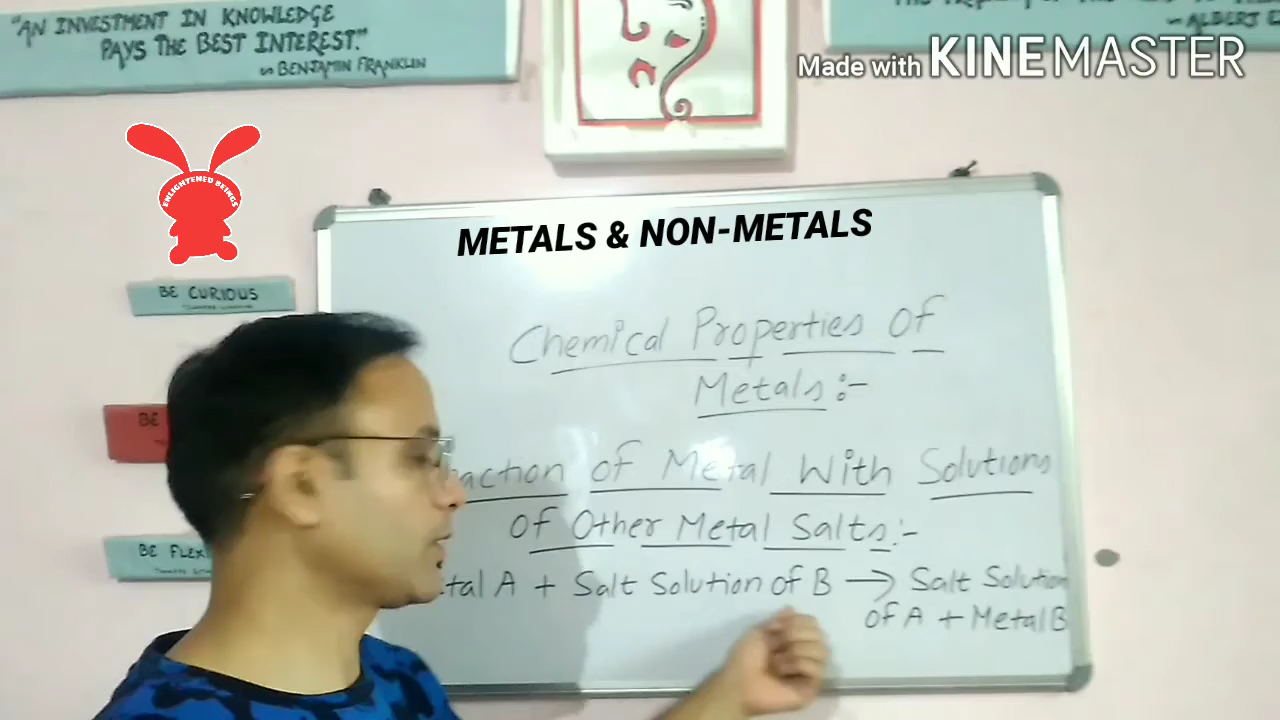 "AN INVESTMENT IN KNOWLEDGE
PAYS THE BEST INTEREST."
BENJAMIN FRANKLIN
ALBERT E
Made with KINEMASTER
ENLIGHTENED BEINGS
METALS & NON-METALS
BE CURIOUS
Chemical Properties Of
Metals:-
BE
action of Metal With Solutions
of Other Metal Salts:-
BE FLEXI
tal A + Salt Solution of B → Salt Solution
of A + Metal B